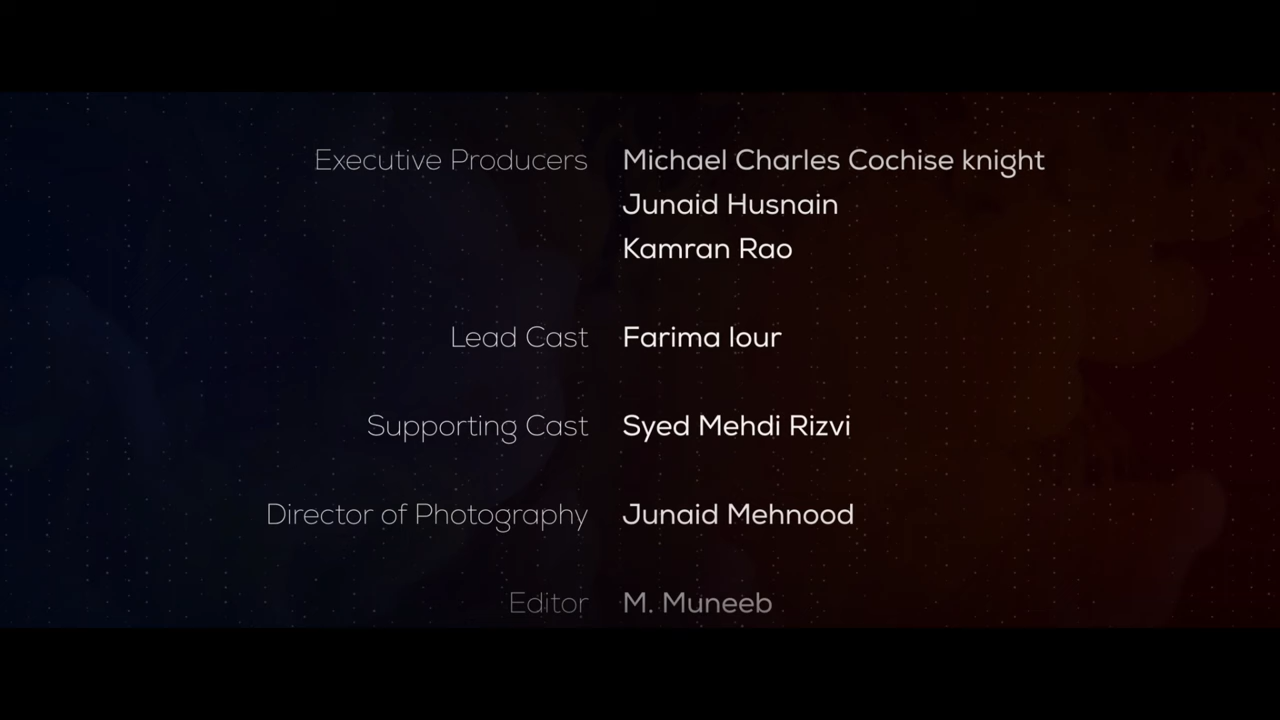 Executive Producers Michael Charles Cochise knight
Junaid Husnain
Kamran Rao
Lead Cast Farima lour
Supporting Cast Syed Mehdi Rizvi
Director of Photography Junaid Mehnood
Editor M. Muneeb